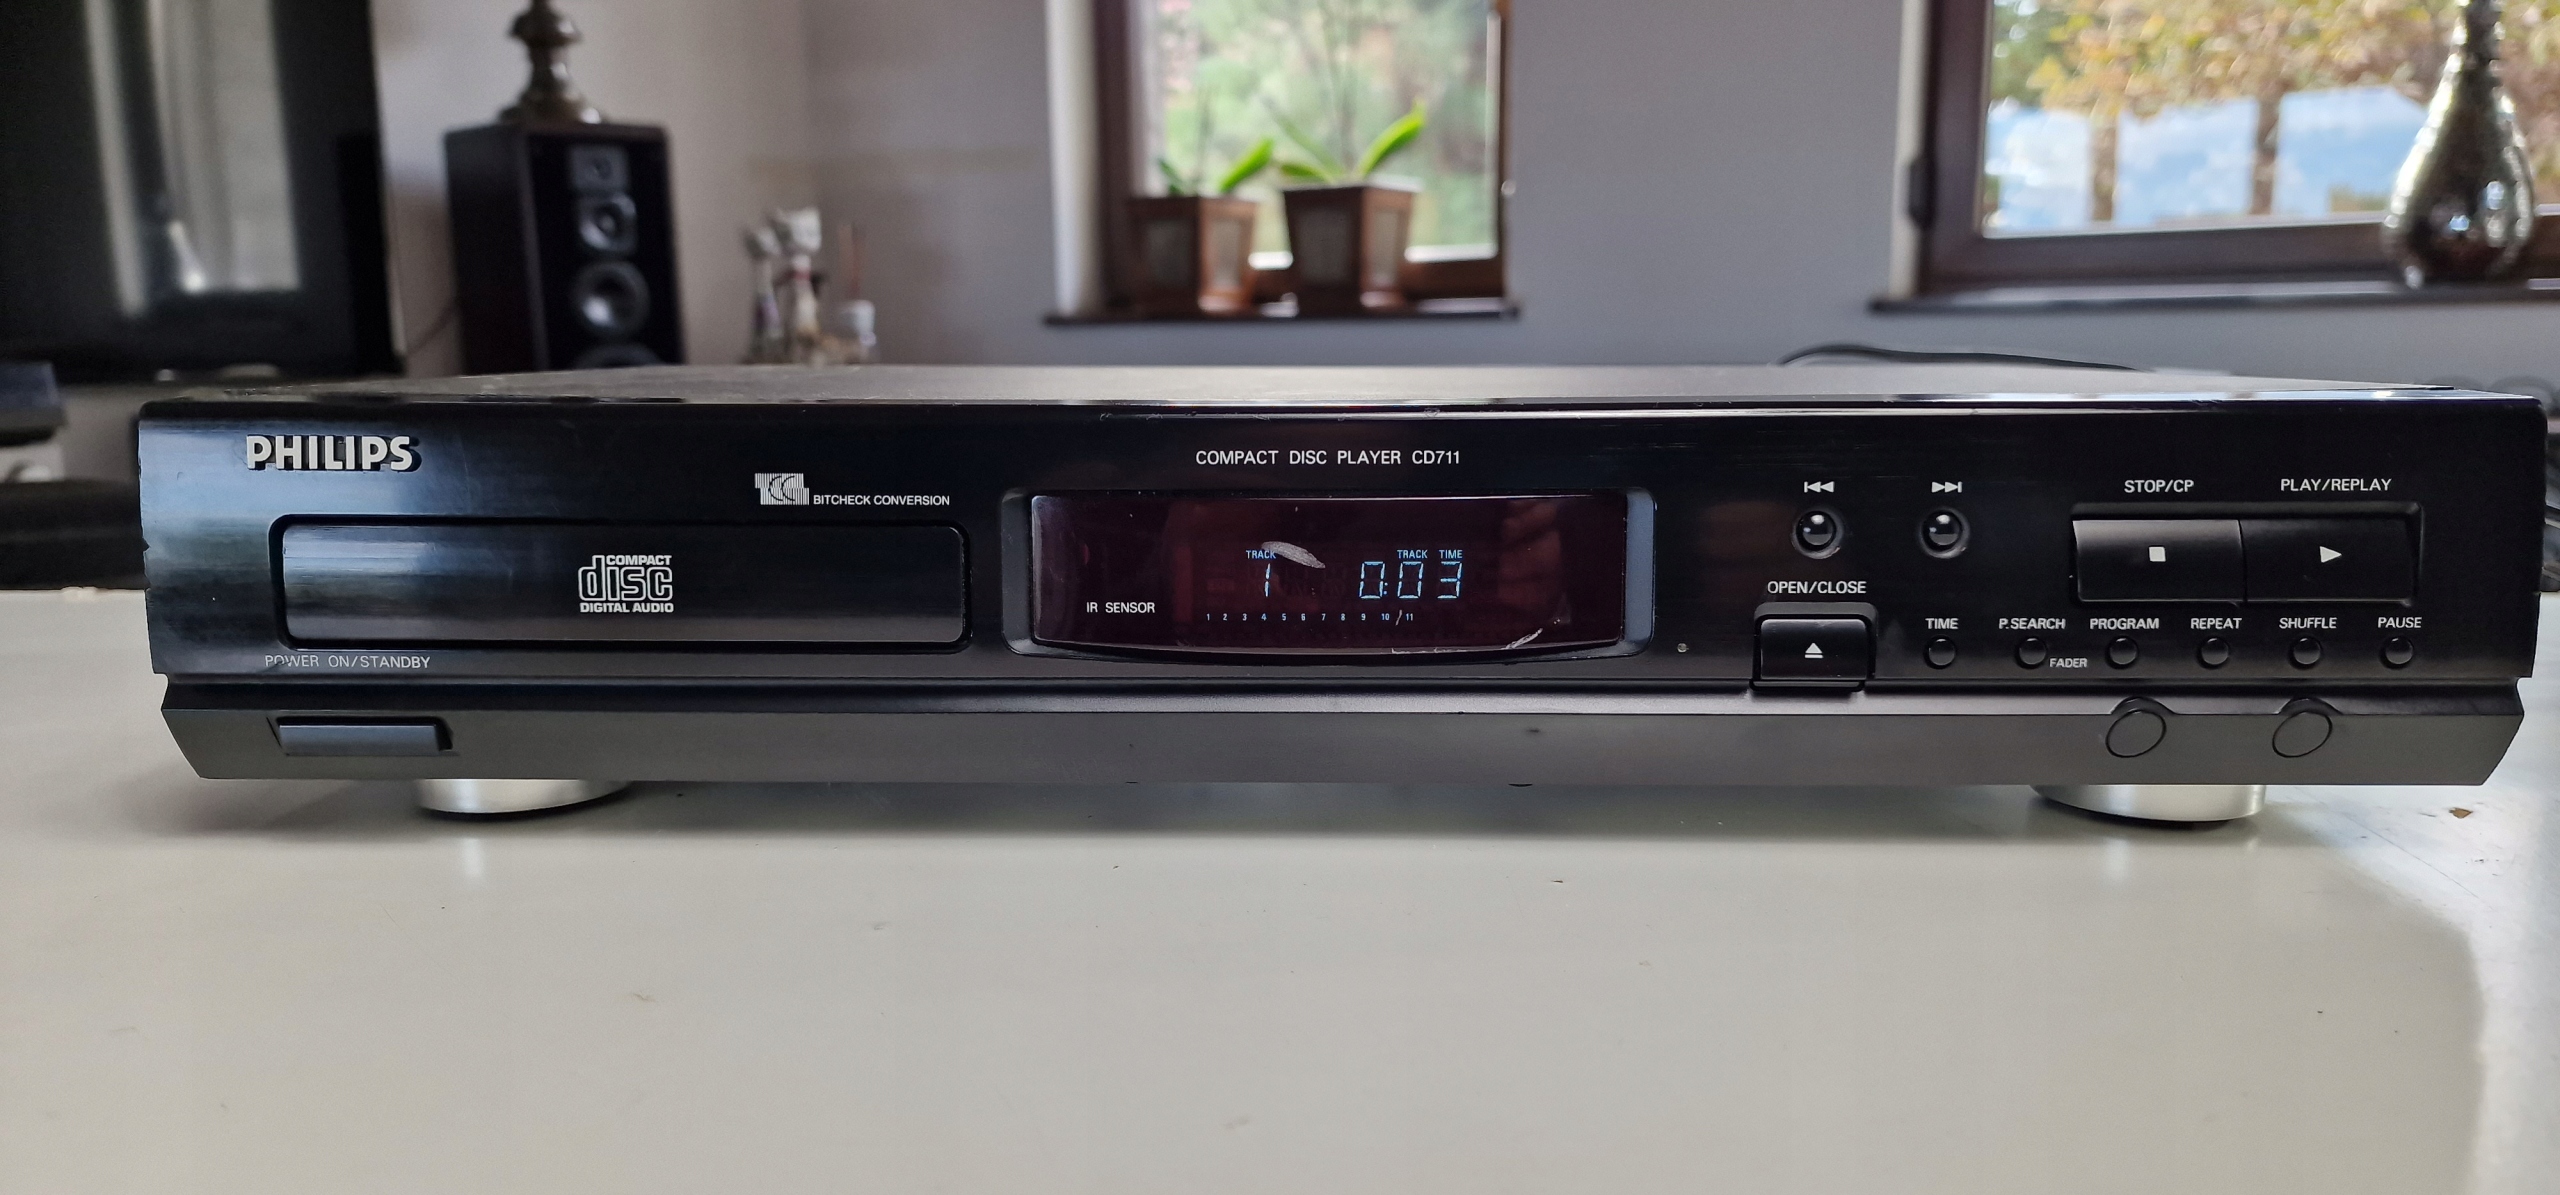 PHILIPS
BITCHECK CONVERSION
COMPACT DISC PLAYER CD711
COMPACT
disc
DIGITAL AUDIO
POWER ON/STANDBY
TRACK
TRACK TIME
1
0:03
IR SENSOR
1 2 3 4 5 6 7 8 9 10 11
OPEN/CLOSE
STOP/CP
PLAY/REPLAY
TIME
P.SEARCH
PROGRAM
REPEAT
SHUFFLE
PAUSE
FADER